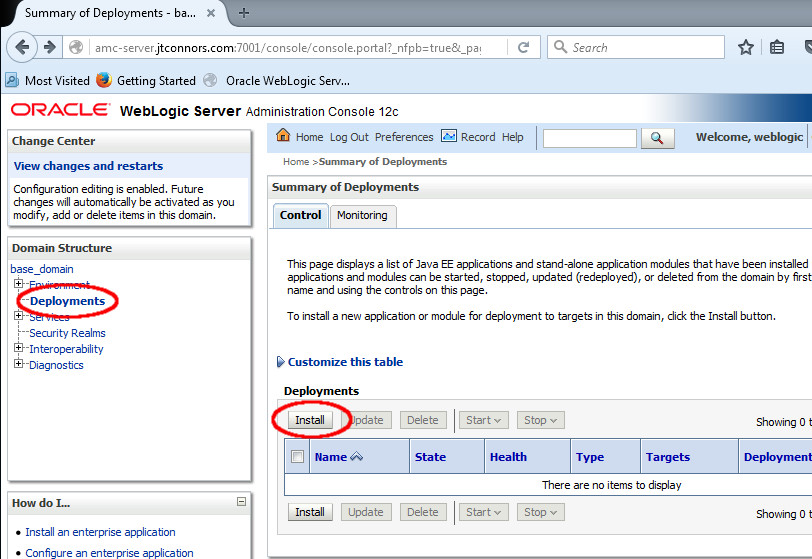 Summary of Deployments - ba...
amc-server.jtconnors.com:7001/console/console.portal?_nfpb=true&_pa
Search
Most Visited Getting Started Oracle WebLogic Serv...
ORACLE WebLogic Server Administration Console 12c
Change Center
View changes and restarts
Configuration editing is enabled. Future
changes will automatically be activated as you
modify, add or delete items in this domain.
Domain Structure
base_domain
Environment
Deployments
Services
Security Realms
Interoperability
Diagnostics
How do I...
Install an enterprise application
Configure an enterprise application
Home Log Out Preferences Record Help
Welcome, weblogic
Home >Summary of Deployments
Summary of Deployments
Control Monitoring
This page displays a list of Java EE applications and stand-alone application modules that have been installed
applications and modules can be started, stopped, updated (redeployed), or deleted from the domain by first
name and using the controls on this page.
To install a new application or module for deployment to targets in this domain, click the Install button.
Customize this table
Deployments
Install Update Delete Start Stop
Showing 0 t
Name State Health Type Targets Deployment
There are no items to display
Install Update Delete Start Stop
Showing 0 t